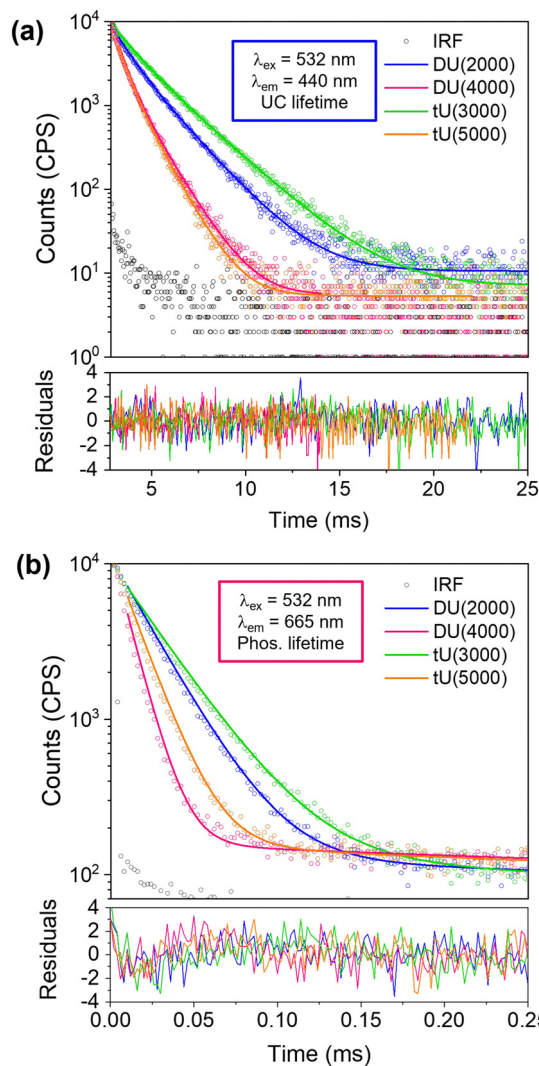 (a)
10⁴
10³
10²
10¹
10⁰
Counts (CPS)
λex = 532 nm
λem = 440 nm
UC lifetime
IRF
DU(2000)
DU(4000)
tU(3000)
tU(5000)
4
2
0
-2
-4
Residuals
5 10 15 20 25
Time (ms)
(b)
10⁴
10³
10²
Counts (CPS)
λex = 532 nm
λem = 665 nm
Phos. lifetime
IRF
DU(2000)
DU(4000)
tU(3000)
tU(5000)
4
2
0
-2
-4
Residuals
0.00 0.05 0.10 0.15 0.20 0.25
Time (ms)